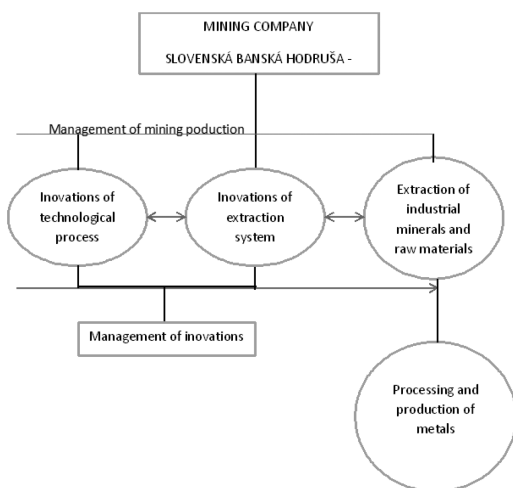 MINING COMPANY
SLOVENSKÁ BANSKÁ HODRUŠA -
Management of mining poduction
Inovations of
technological
process
Inovations of
extraction
system
Extraction of
industrial
minerals and
raw materials
Management of inovations
Processing and
production of
metals